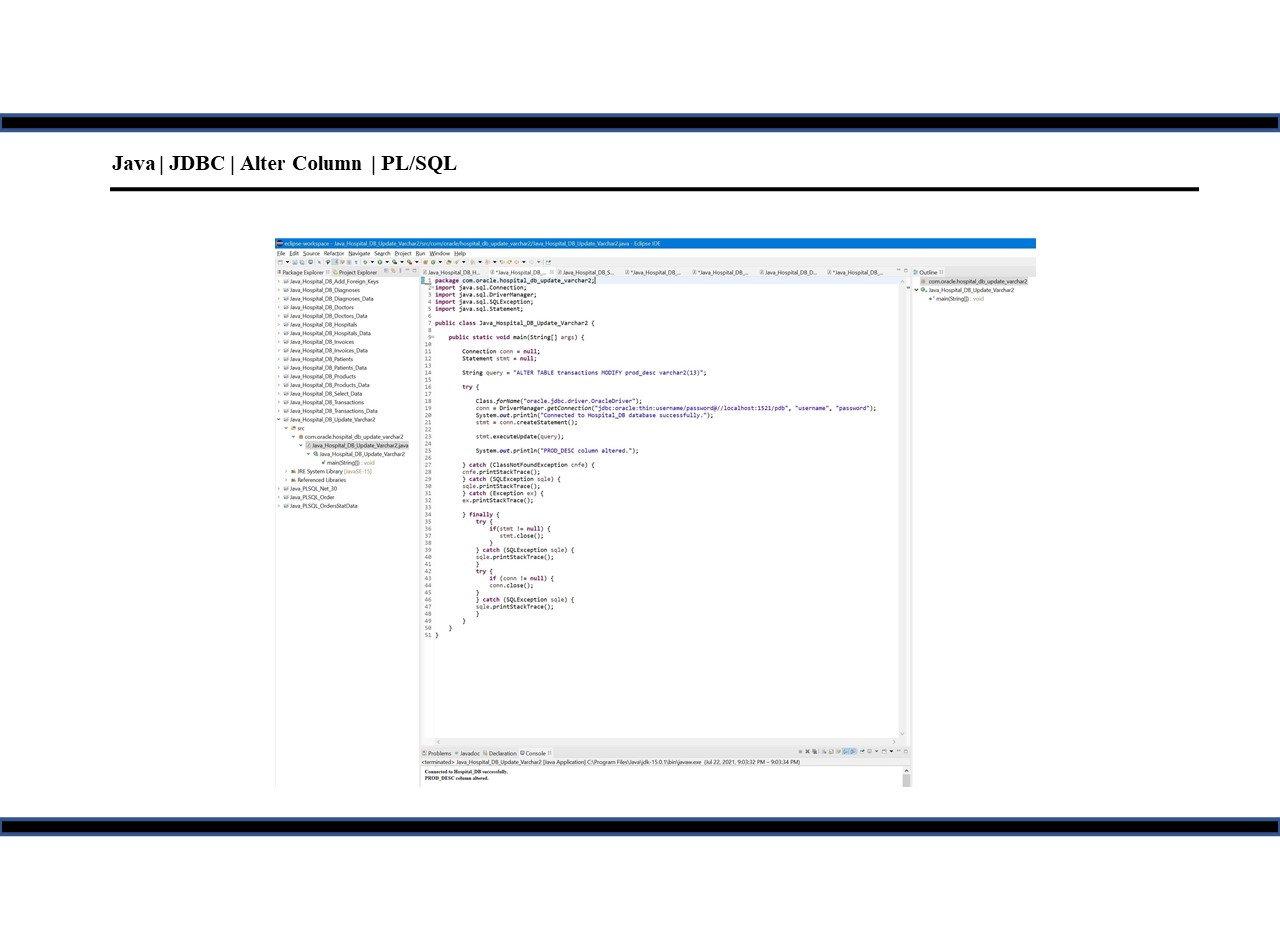 Java | JDBC | Alter Column | PL/SQL
eclipse-workspace - Java_Hospital_DB_Update_Varchar2/src/com/oracle/hospital_db_update_varchar2/Java_Hospital_DB_Update_Varchar2.java - Eclipse IDE
File Edit Source Refactor Navigate Search Project Run Window Help
Package Explorer Project Explorer
Java_Hospital_DB_Add_Foreign_Keys
Java_Hospital_DB_Diagnoses
Java_Hospital_DB_Diagnoses_Data
Java_Hospital_DB_Doctors
Java_Hospital_DB_Doctors_Data
Java_Hospital_DB_Hospitals
Java_Hospital_DB_Hospitals_Data
Java_Hospital_DB_Invoices
Java_Hospital_DB_Invoices_Data
Java_Hospital_DB_Patients
Java_Hospital_DB_Patients_Data
Java_Hospital_DB_Products
Java_Hospital_DB_Products_Data
Java_Hospital_DB_Select_Data
Java_Hospital_DB_Transactions
Java_Hospital_DB_Transactions_Data
Java_Hospital_DB_Update_Varchar2
src
com.oracle.hospital_db_update_varchar2
Java_Hospital_DB_Update_Varchar2.java
Java_Hospital_DB_Update_Varchar2
main(String[]) : void
JRE System Library [JavaSE-15]
Referenced Libraries
Java_PLSQL_Net_30
Java_PLSQL_Order
Java_PLSQL_OrdersStatData
Java_Hospital_DB_H... *Java_Hospital_DB_... Java_Hospital_DB_S... *Java_Hospital_DB_... *Java_Hospital_DB_... Java_Hospital_DB_D... *Java_Hospital_DB_...
1 package com.oracle.hospital_db_update_varchar2;
2 import java.sql.Connection;
3 import java.sql.DriverManager;
4 import java.sql.SQLException;
5 import java.sql.Statement;
6
7 public class Java_Hospital_DB_Update_Varchar2 {
8
9 public static void main(String[] args) {
10
11 Connection conn = null;
12 Statement stmt = null;
13
14 String query = "ALTER TABLE transactions MODIFY prod_desc varchar2(13)";
15
16 try {
17
18 Class.forName("oracle.jdbc.driver.OracleDriver");
19 conn = DriverManager.getConnection("jdbc:oracle:thin:username/password@//localhost:1521/pdb", "username", "password");
20 System.out.println("Connected to Hospital_DB database successfully.");
21 stmt = conn.createStatement();
22
23 stmt.executeUpdate(query);
24
25 System.out.println("PROD_DESC column altered.");
26
27 } catch (ClassNotFoundException cnfe) {
28 cnfe.printStackTrace();
29 } catch (SQLException sqle) {
30 sqle.printStackTrace();
31 } catch (Exception ex) {
32 ex.printStackTrace();
33
34 } finally {
35 try {
36 if(stmt != null) {
37 stmt.close();
38 }
39 } catch (SQLException sqle) {
40 sqle.printStackTrace();
41 }
42 try {
43 if (conn != null) {
44 conn.close();
45 }
46 } catch (SQLException sqle) {
47 sqle.printStackTrace();
48 }
49 }
50 }
51 }
Outline
com.oracle.hospital_db_update_varchar2
Java_Hospital_DB_Update_Varchar2
main(String[]) : void
Problems Javadoc Declaration Console
<terminated> Java_Hospital_DB_Update_Varchar2 [Java Application] C:\Program Files\Java\jdk-15.0.1\bin\javaw.exe (Jul 22, 2021, 9:03:32 PM – 9:03:34 PM)
Connected to Hospital_DB successfully.
PROD_DESC column altered.